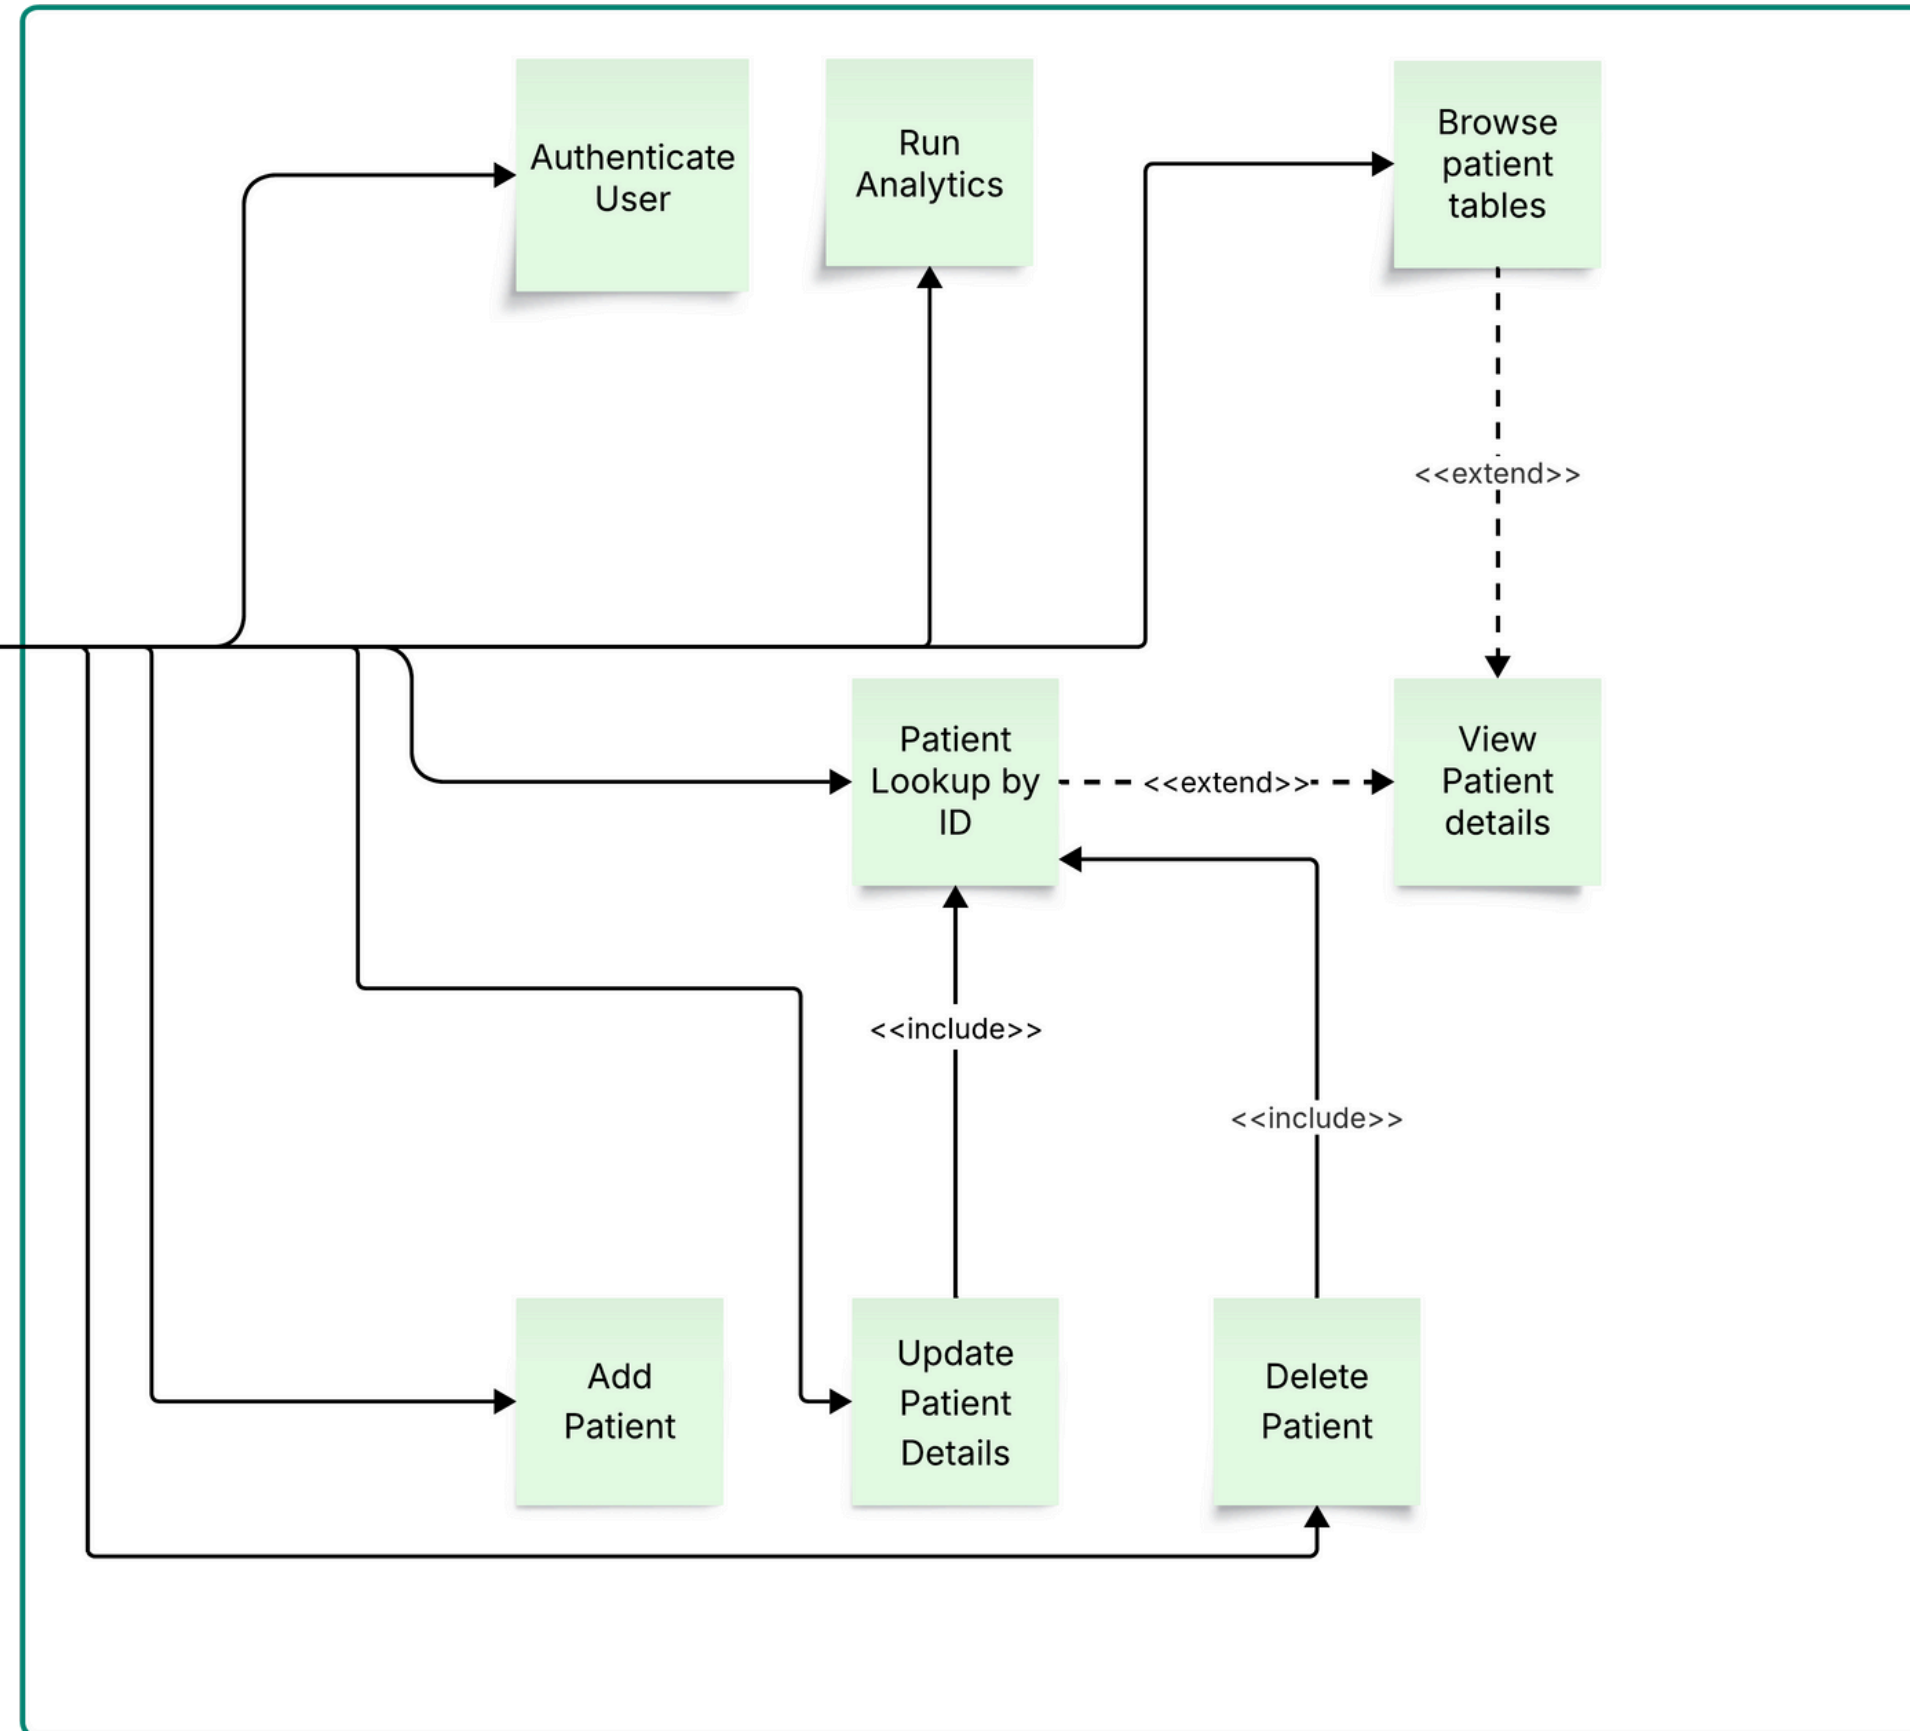 Authenticate
User
Run
Analytics
Browse
patient
tables
<<extend>>
Patient
Lookup by
ID
<<extend>>
View
Patient
details
<<include>>
<<include>>
Add
Patient
Update
Patient
Details
Delete
Patient